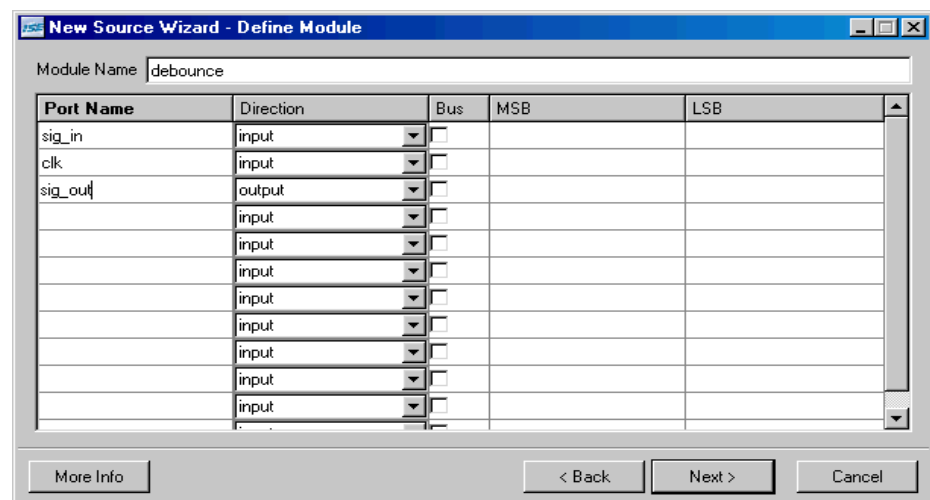 ISE New Source Wizard - Define Module
Module Name debounce
Port Name Direction Bus MSB LSB
sig_in input
clk input
sig_out output
input
input
input
input
input
input
input
input
More Info < Back Next > Cancel